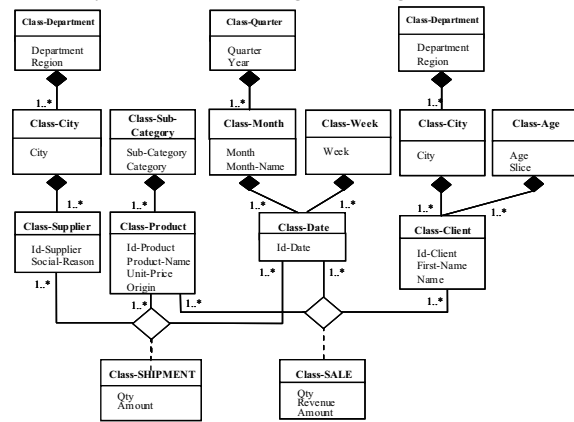 Class-Department
Department
Region
Class-Quarter
Quarter
Year
Class-Department
Department
Region
1..*
1..*
1..*
Class-City
City
Class-Sub-
Category
Sub-Category
Category
Class-Month
Month
Month-Name
Class-Week
Week
Class-City
City
Class-Age
Age
Slice
1..*
1..*
1..*
1..*
1..*
1..*
Class-Supplier
Id-Supplier
Social-Reason
Class-Product
Id-Product
Product-Name
Unit-Price
Origin
Class-Date
Id-Date
Class-Client
Id-Client
First-Name
Name
1..*
1..*
1..*
1..*
1..*
1..*
Class-SHIPMENT
Qty
Amount
Class-SALE
Qty
Revenue
Amount